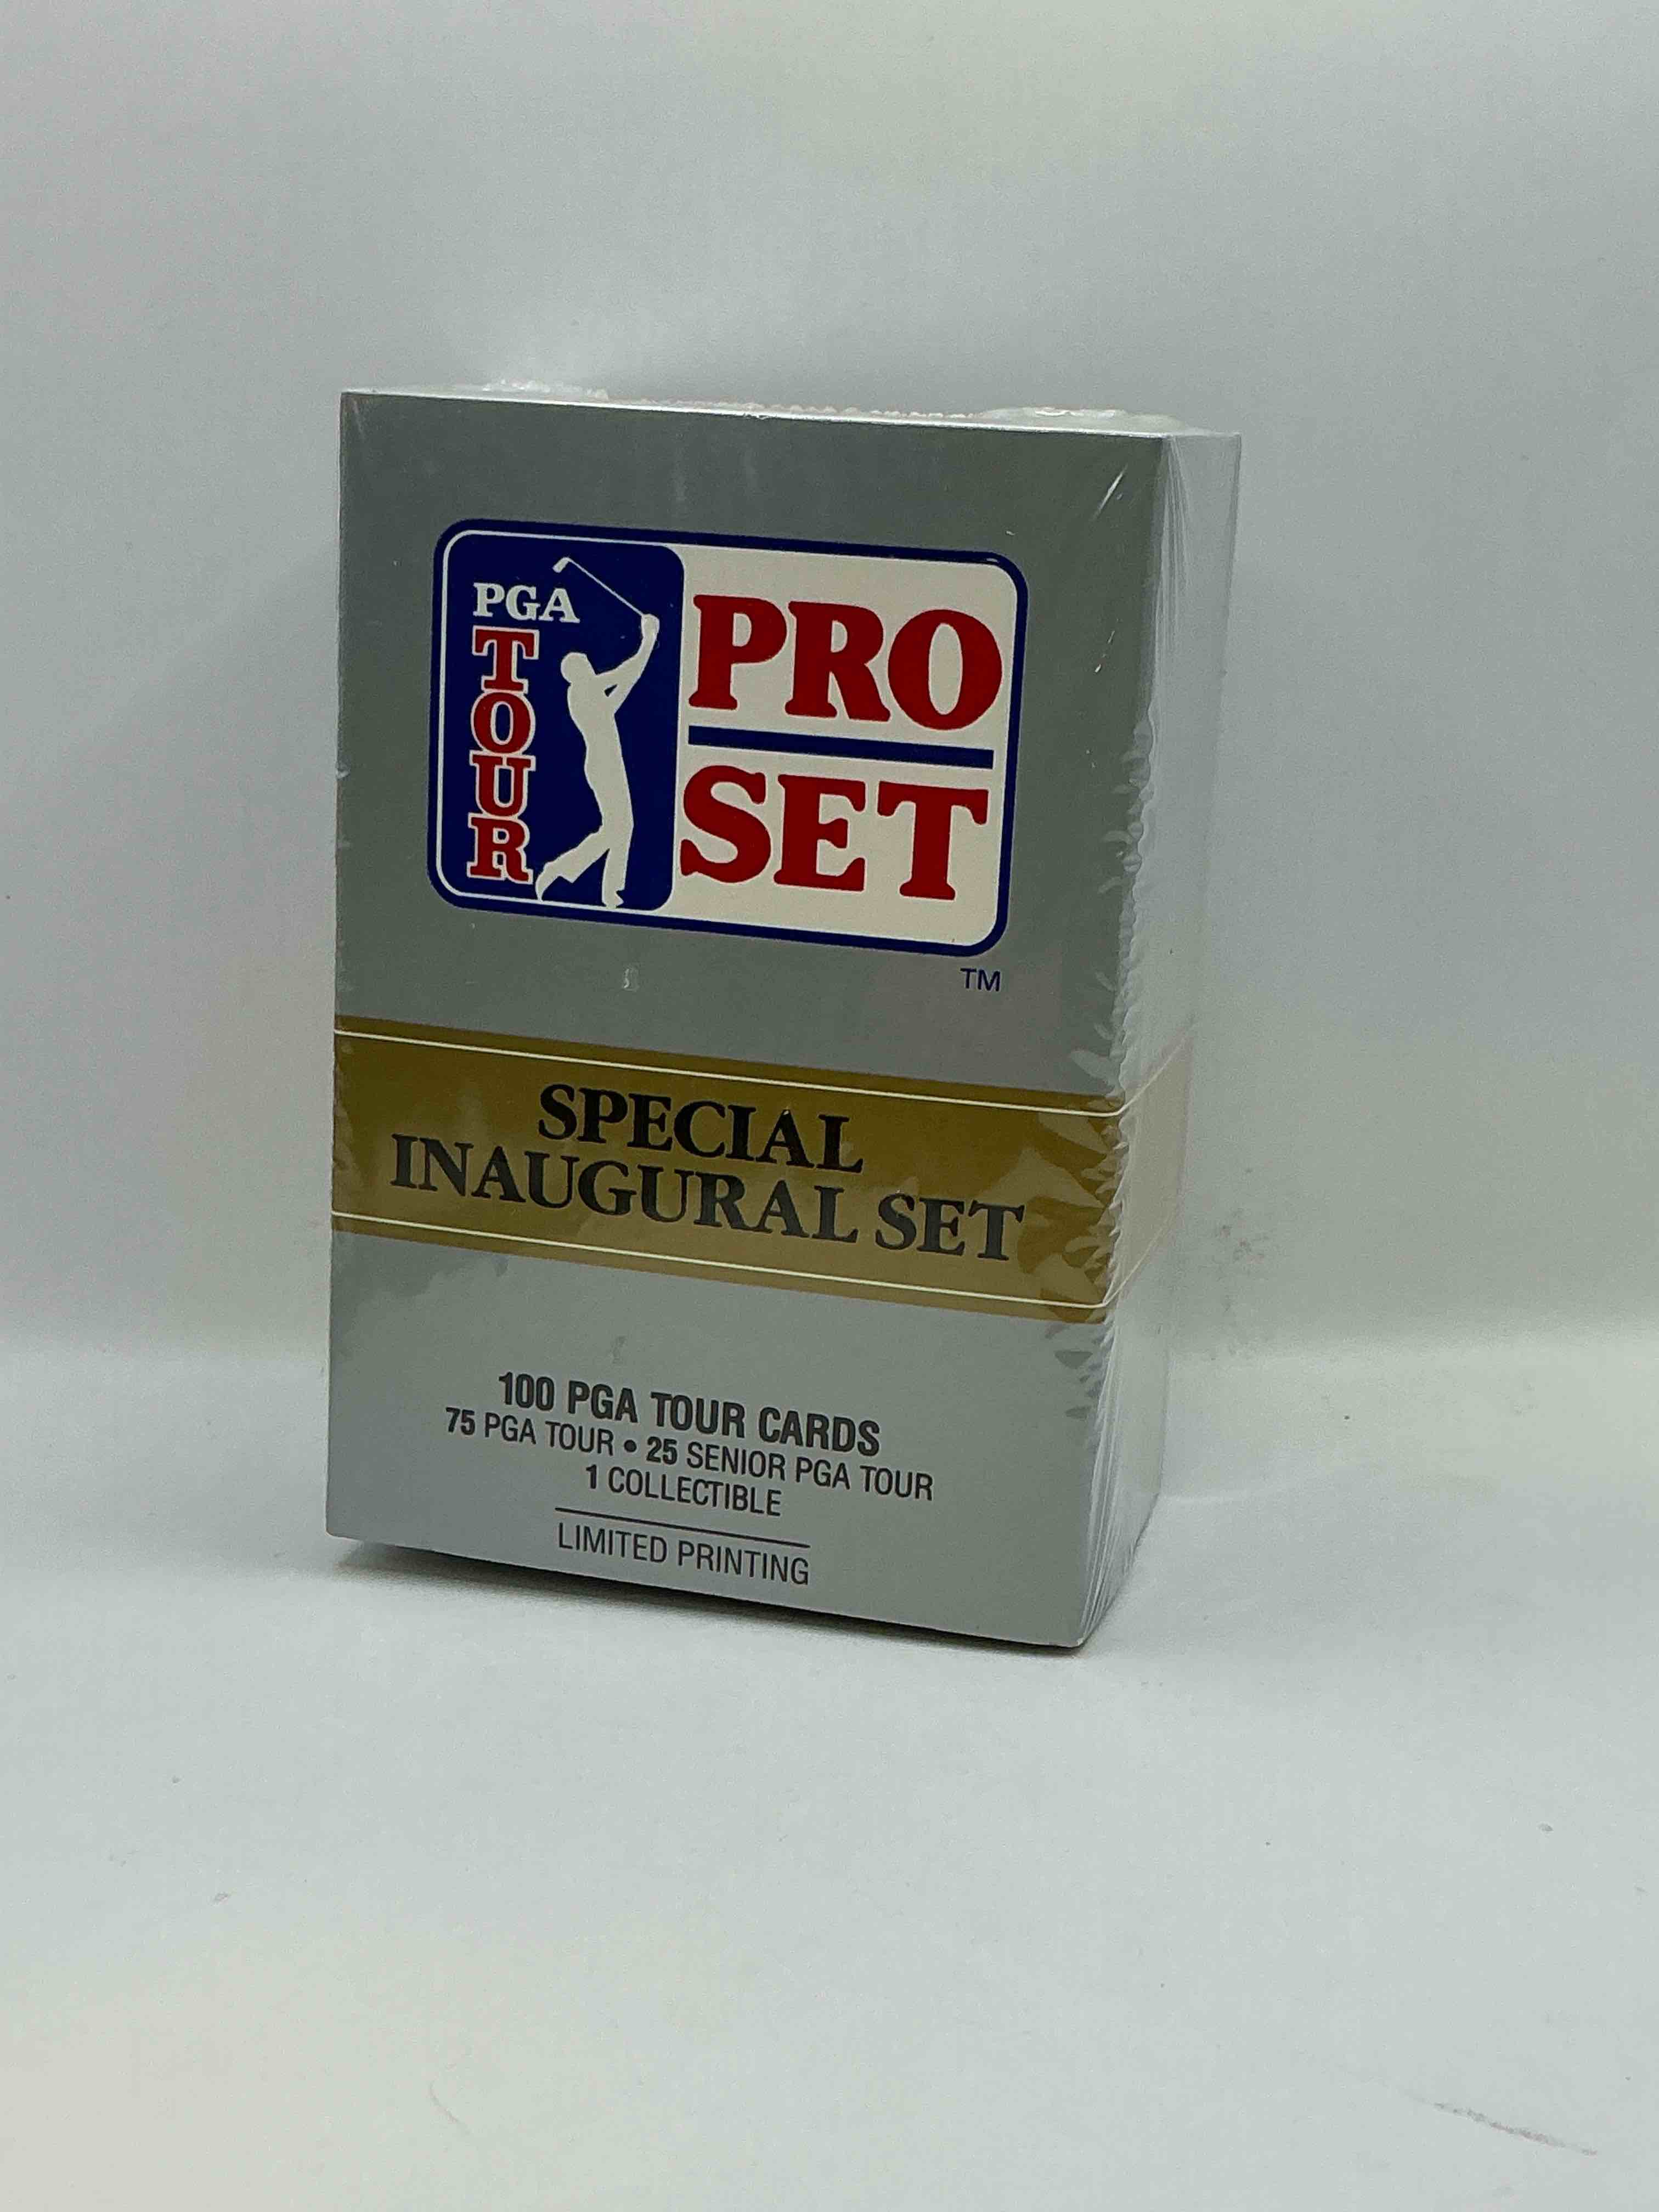 PGA
TOUR
PRO
SET
TM
SPECIAL
INAUGURAL SET
100 PGA TOUR CARDS
75 PGA TOUR • 25 SENIOR PGA TOUR
1 COLLECTIBLE
LIMITED PRINTING